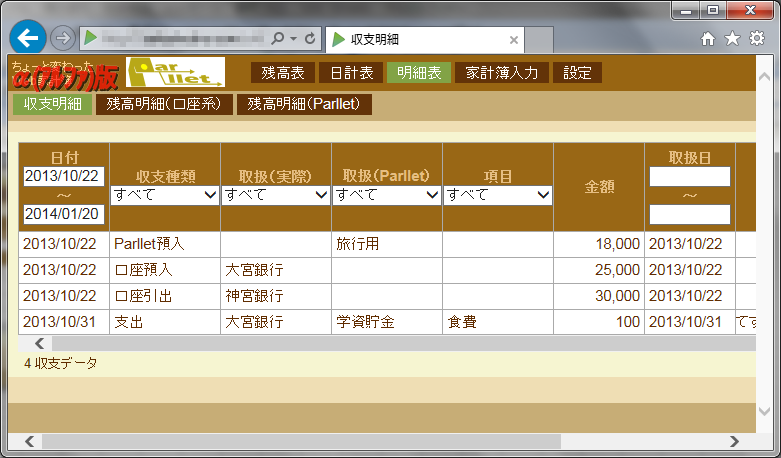 収支明細
ちょっと変わった
α(アルファ)版
Parllet
残高表 日計表 明細表 家計簿入力 設定
収支明細 残高明細(口座系) 残高明細(Parllet)
日付 収支種類 取扱(実際) 取扱(Parllet) 項目 金額 取扱日
2013/10/22 すべて すべて すべて すべて
～ ～
2014/01/20
2013/10/22 Parllet預入 旅行用 18,000 2013/10/22
2013/10/22 口座預入 大宮銀行 25,000 2013/10/22
2013/10/22 口座引出 神宮銀行 30,000 2013/10/22
2013/10/31 支出 大宮銀行 学資貯金 食費 100 2013/10/31 てす
4 収支データ